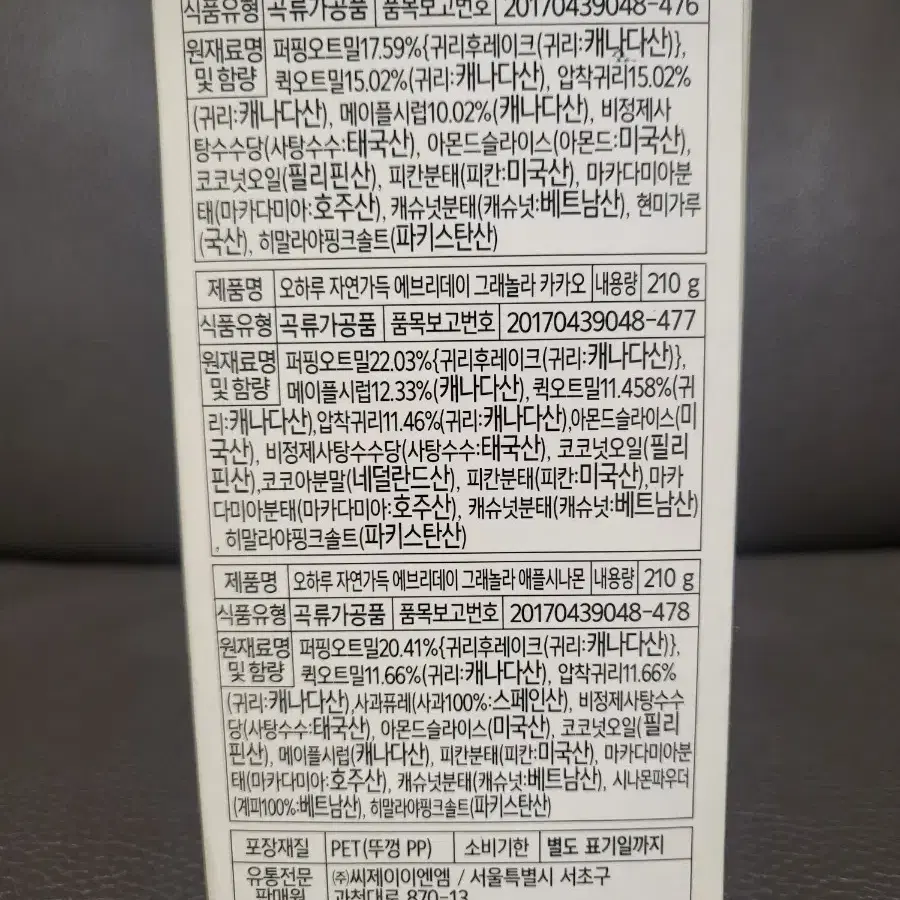 식품유형 곡류가공품 품목보고번호 20170439048-476
원재료명 퍼핑오트밀17.59%{귀리후레이크(귀리:캐나다산)},
및 함량 퀵오트밀15.02%(귀리:캐나다산), 압착귀리15.02%
(귀리:캐나다산), 메이플시럽10.02%(캐나다산), 비정제사
탕수수당(사탕수수:태국산), 아몬드슬라이스(아몬드:미국산),
코코넛오일(필리핀산), 피칸분태(피칸:미국산), 마카다미아분
태(마카다미아:호주산), 캐슈넛분태(캐슈넛:베트남산), 현미가루
(국산), 히말라야핑크솔트(파키스탄산)
제품명 오하루 자연가득 에브리데이 그래놀라 카카오 내용량 210 g
식품유형 곡류가공품 품목보고번호 20170439048-477
원재료명 퍼핑오트밀22.03%{귀리후레이크(귀리:캐나다산)},
및 함량 메이플시럽12.33%(캐나다산), 퀵오트밀11.458%(귀
리:캐나다산),압착귀리11.46%(귀리:캐나다산),아몬드슬라이스(미
국산), 비정제사탕수수당(사탕수수:태국산), 코코넛오일(필리
핀산),코코아분말(네덜란드산), 피칸분태(피칸:미국산),마카
다미아분태(마카다미아:호주산), 캐슈넛분태(캐슈넛:베트남산)
, 히말라야핑크솔트(파키스탄산)
제품명 오하루 자연가득 에브리데이 그래놀라 애플시나몬 내용량 210 g
식품유형 곡류가공품 품목보고번호 20170439048-478
원재료명 퍼핑오트밀20.41%{귀리후레이크(귀리:캐나다산)},
및 함량 퀵오트밀11.66%(귀리:캐나다산), 압착귀리11.66%
(귀리:캐나다산),사과퓨레(사과100%:스페인산), 비정제사탕수수
당(사탕수수:태국산), 아몬드슬라이스(미국산), 코코넛오일(필리
핀산), 메이플시럽(캐나다산), 피칸분태(피칸:미국산), 마카다미아분
태(마카다미아:호주산), 캐슈넛분태(캐슈넛:베트남산), 시나몬파우더
(계피100%:베트남산), 히말라야핑크솔트(파키스탄산)
포장재질 PET(뚜껑 PP) 소비기한 별도 표기일까지
유통전문 ㈜씨제이이엔엠 / 서울특별시 서초구
판매원 과천대로 870-13